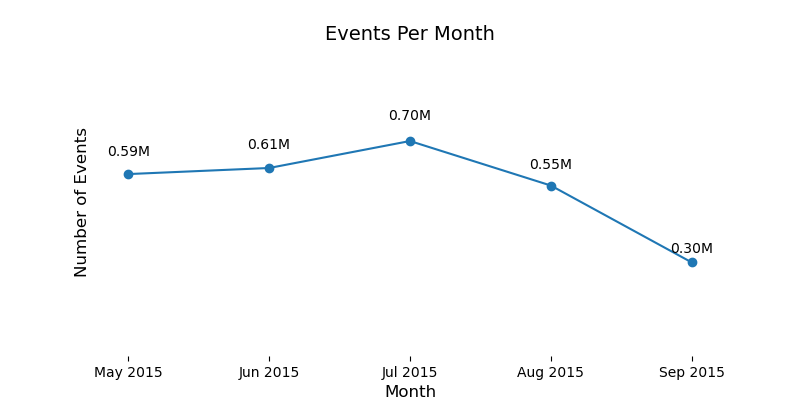 Events Per Month
Number of Events
0.59M
0.61M
0.70M
0.55M
0.30M
May 2015
Jun 2015
Jul 2015
Aug 2015
Sep 2015
Month